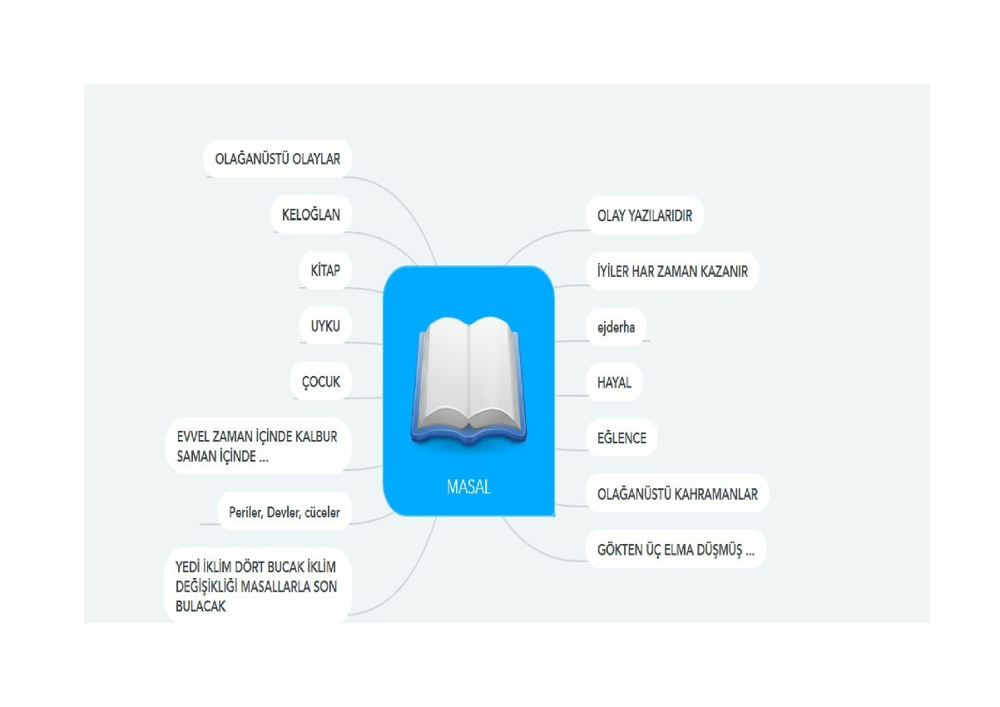 OLAĞANÜSTÜ OLAYLAR
KELOĞLAN
KİTAP
UYKU
ÇOCUK
EVVEL ZAMAN İÇİNDE KALBUR
SAMAN İÇİNDE ...
Periler, Devler, cüceler
YEDİ İKLİM DÖRT BUCAK İKLİM
DEĞİŞİKLİĞİ MASALLARLA SON
BULACAK
MASAL
OLAY YAZILARIDIR
İYİLER HAR ZAMAN KAZANIR
ejderha
HAYAL
EĞLENCE
OLAĞANÜSTÜ KAHRAMANLAR
GÖKTEN ÜÇ ELMA DÜŞMÜŞ ...